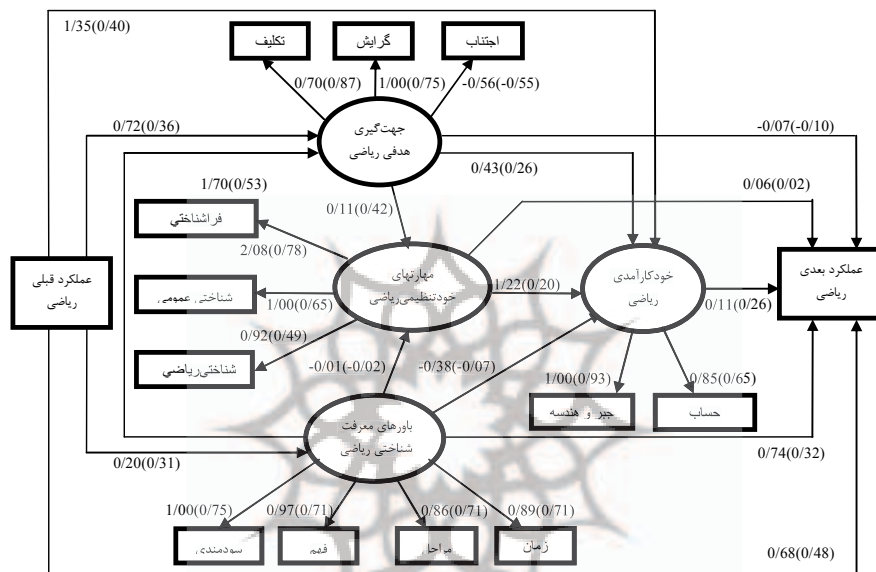 1/35(0/40)
تکلیف
گرایش
اجتناب
0/70(0/87)
1/00(0/75)
-0/56(-0/55)
جهت‌گیری
هدفی ریاضی
0/72(0/36)
-0/07(-0/10)
0/43(0/26)
1/70(0/53)
0/11(0/42)
0/06(0/02)
فراشناختي
2/08(0/78)
عملکرد قبلی
ریاضی
شناختی عمومی
1/00(0/65)
مهارتهای
خودتنظیمی‌ریاضی
1/22(0/20)
خودکارآمدی
ریاضی
0/11(0/26)
عملکرد بعدی
ریاضی
0/92(0/49)
شناختی‌ریاضي
-0/01(-0/02)
-0/38(-0/07)
1/00(0/93)
0/85(0/65)
جبر و هندسه
حساب
باورهای معرفت
شناختی ریاضی
0/20(0/31)
0/74(0/32)
1/00(0/75)
0/97(0/71)
0/86(0/71)
0/89(0/71)
سودمندی
فهم
مراحل
زمان
0/68(0/48)